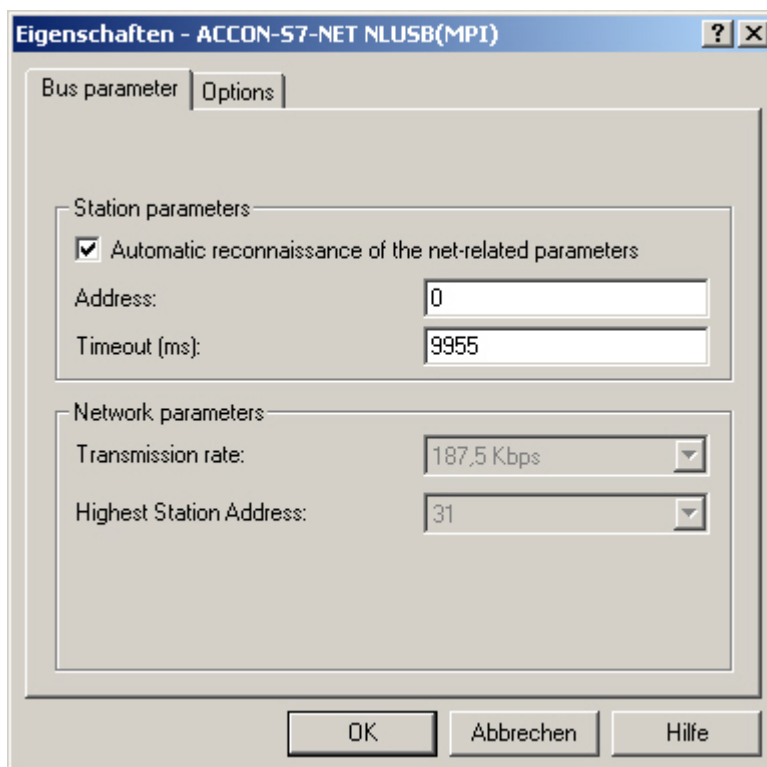 Eigenschaften - ACCON-S7-NET NLUSB(MPI)
Bus parameter
Options
Station parameters
Automatic reconnaissance of the net-related parameters
Address: 0
Timeout (ms): 9955
Network parameters
Transmission rate: 187,5 Kbps
Highest Station Address: 31
OK Abbrechen Hilfe